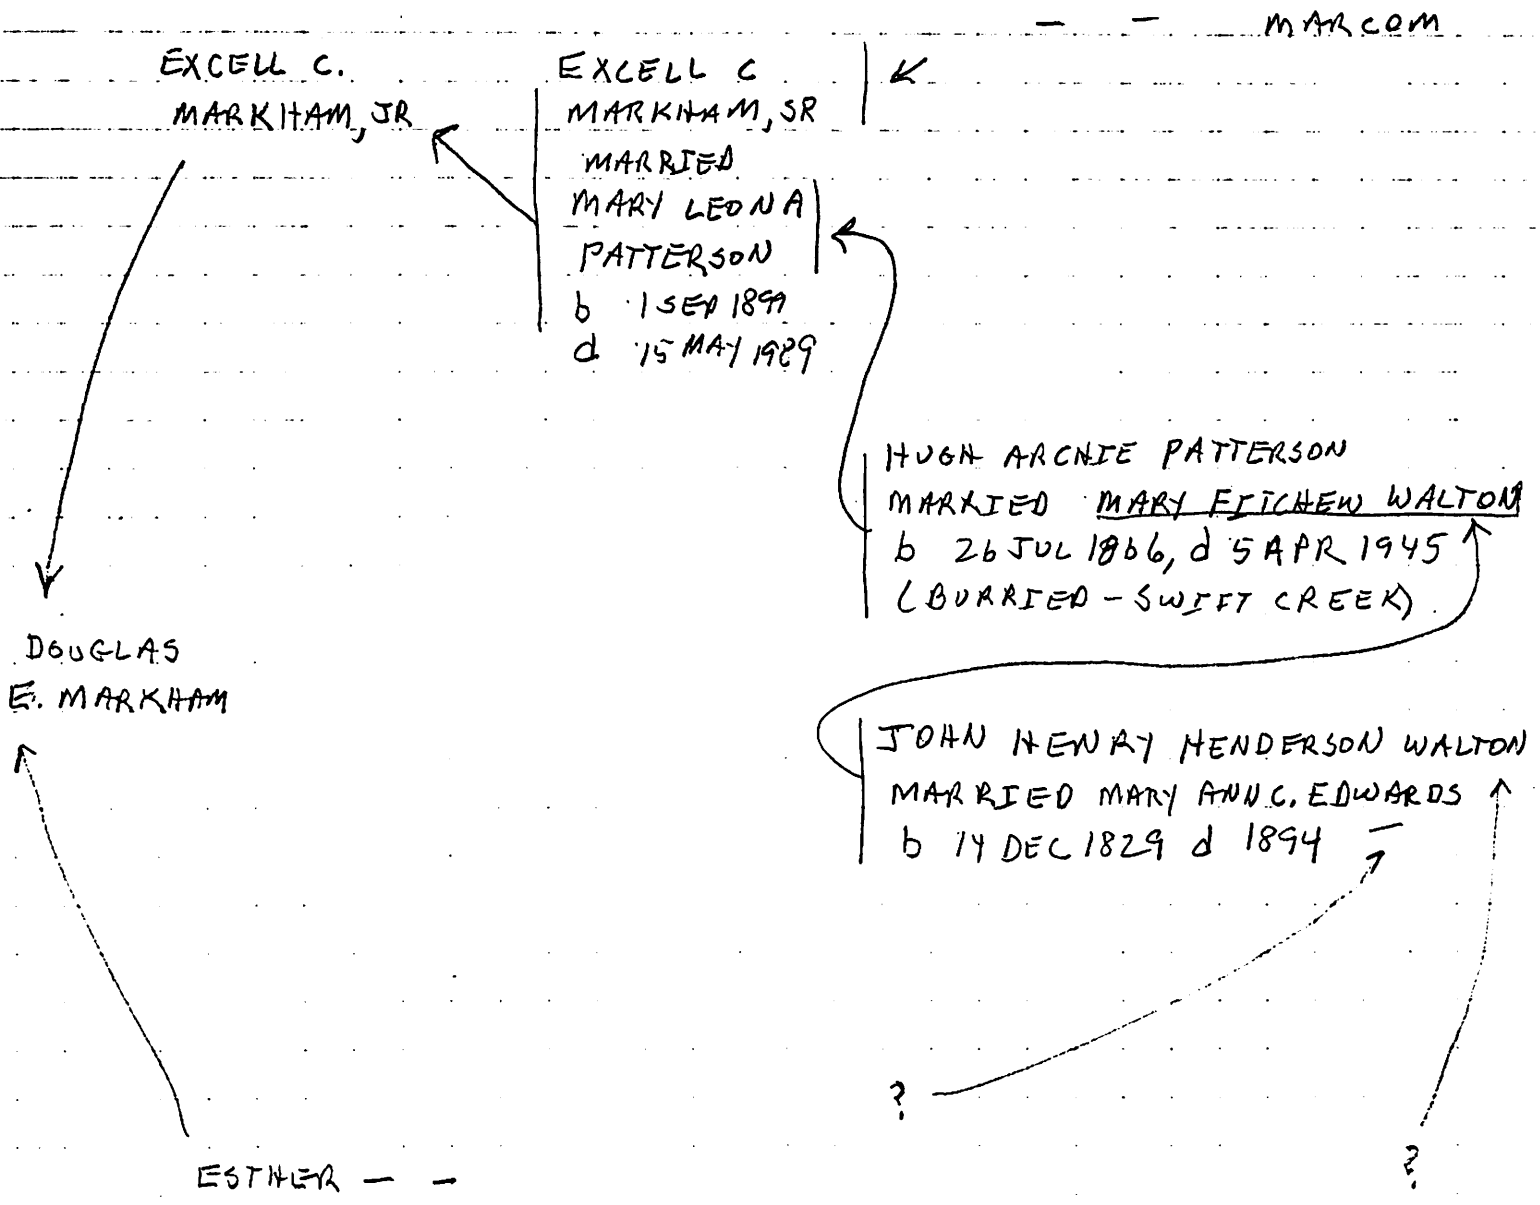 — — MARCOM
EXCELL C.
MARKHAM, JR
EXCELL C
MARKHAM, SR
MARRIED
MARY LEONA
PATTERSON
b 1 SEP 1899
d 15 MAY 1989
HUGH ARCHIE PATTERSON
MARRIED MARY FITCHEW WALTON
b 26 JUL 1866, d 5 APR 1945
(BURRIED - SWIFT CREEK)
DOUGLAS
E. MARKHAM
JOHN HENRY HENDERSON WALTON
MARRIED MARY ANN C. EDWARDS
b 14 DEC 1829 d 1894 —
?
?
ESTHER — —